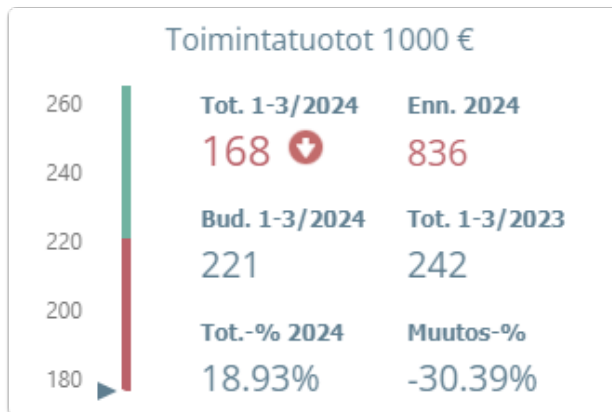 Toimintatuotot 1000 €
260
240
220
200
180
Tot. 1-3/2024
168
Enn. 2024
836
Bud. 1-3/2024
221
Tot. 1-3/2023
242
Tot.-% 2024
18.93%
Muutos-%
-30.39%